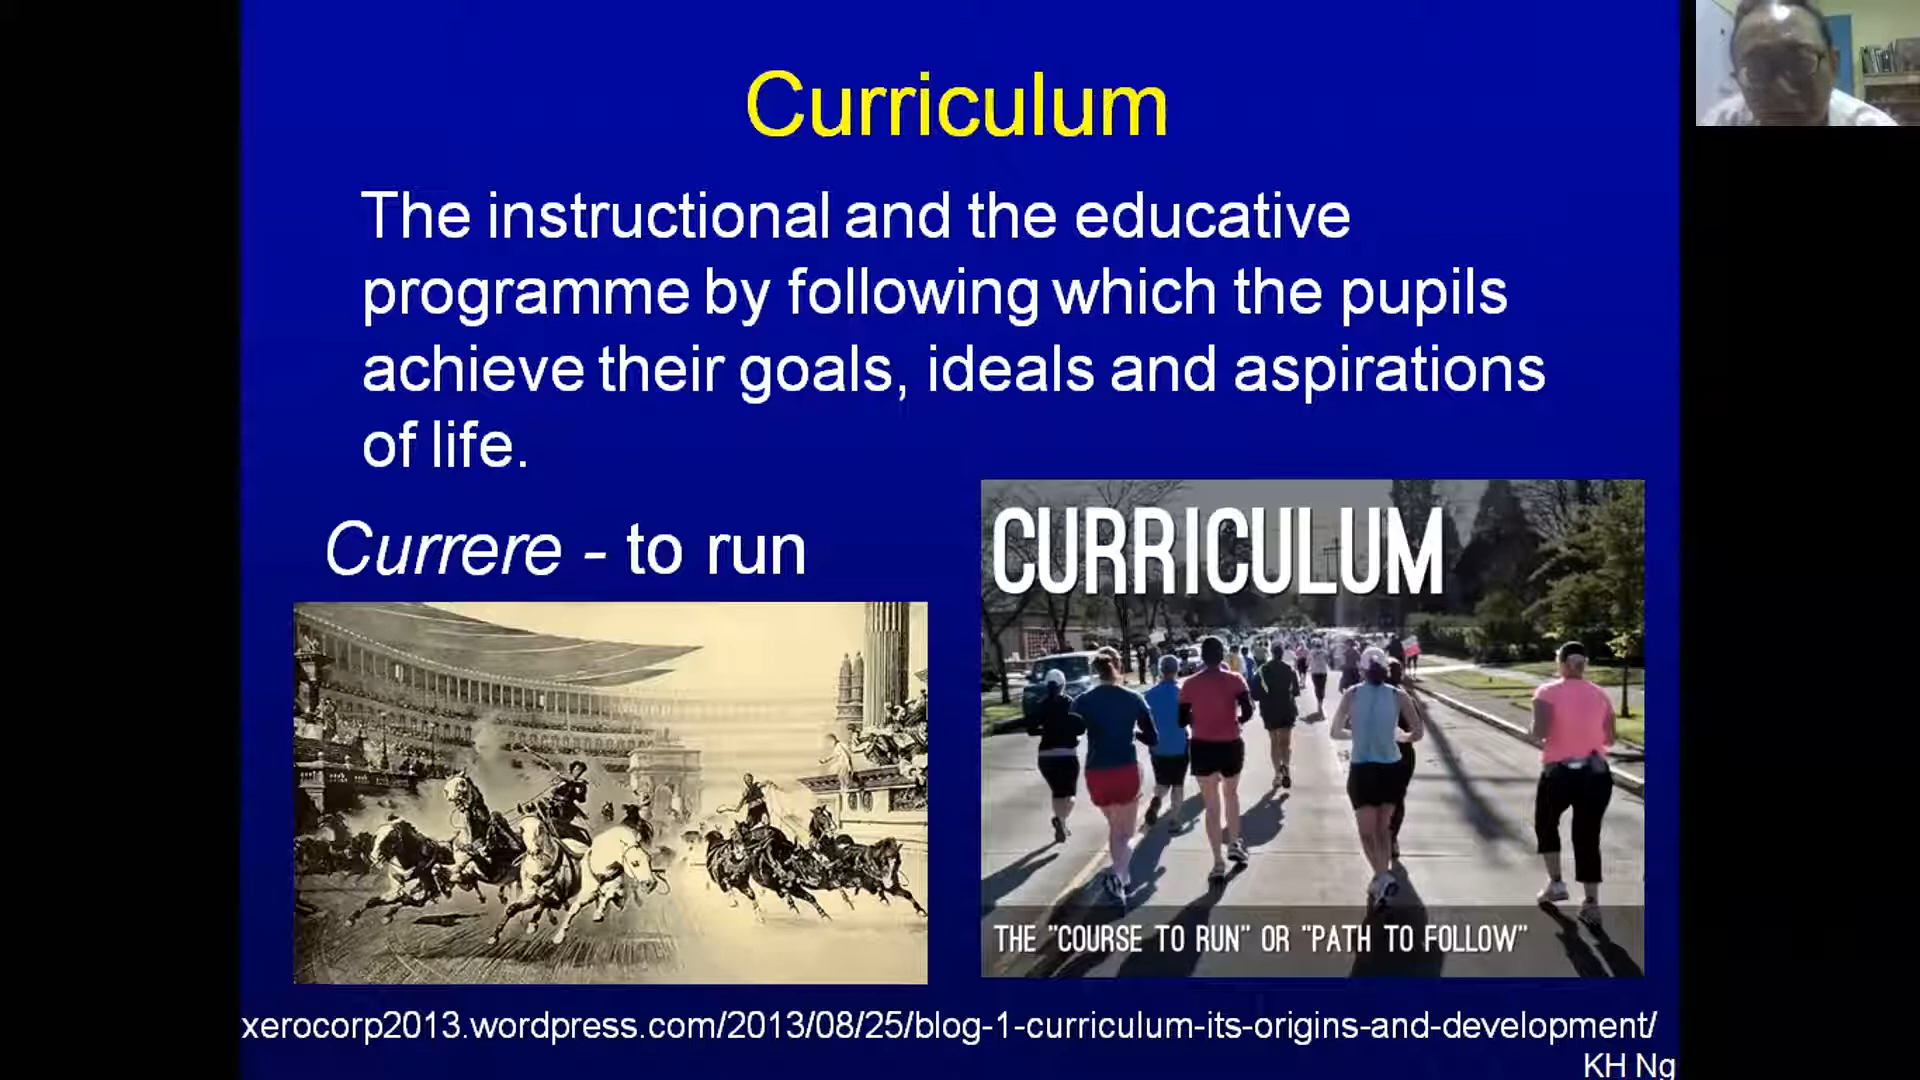 Curriculum
The instructional and the educative
programme by following which the pupils
achieve their goals, ideals and aspirations
of life.
Currere - to run
CURRICULUM
THE "COURSE TO RUN" OR "PATH TO FOLLOW"
xerocorp2013.wordpress.com/2013/08/25/blog-1-curriculum-its-origins-and-development/
KH Ng